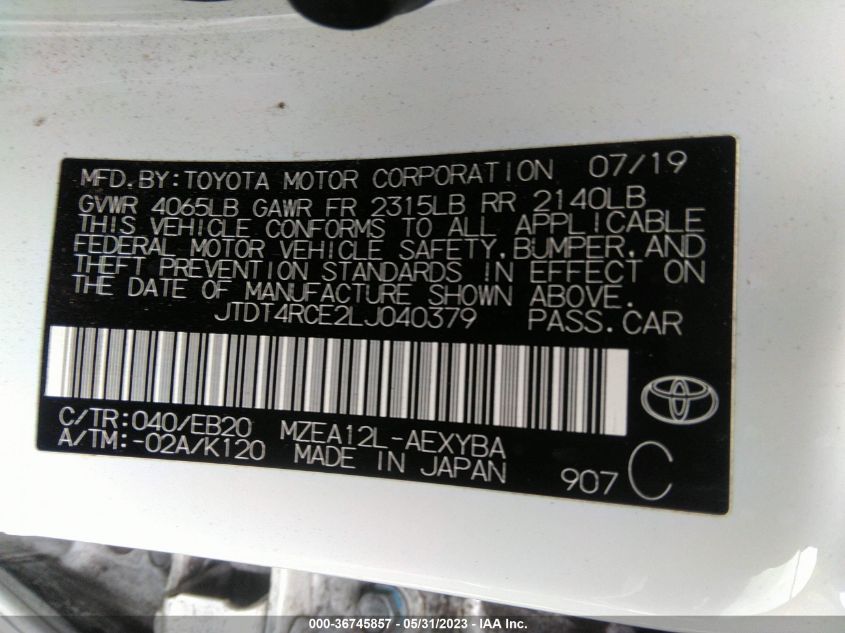 MFD.BY:TOYOTA MOTOR CORPORATION 07/19
GVWR 4065LB GAWR FR 2315LB RR 2140LB
THIS VEHICLE CONFORMS TO ALL APPLICABLE
FEDERAL MOTOR VEHICLE SAFETY,BUMPER,AND
THEFT PREVENTION STANDARDS IN EFFECT ON
THE DATE OF MANUFACTURE SHOWN ABOVE.
JTDT4RCE2LJ040379 PASS.CAR
C/TR:040/EB20 MZEA12L-AEXYBA
A/TM:-02A/K120 MADE IN JAPAN
907 C
000-36745857 - 05/31/2023 - IAA Inc.